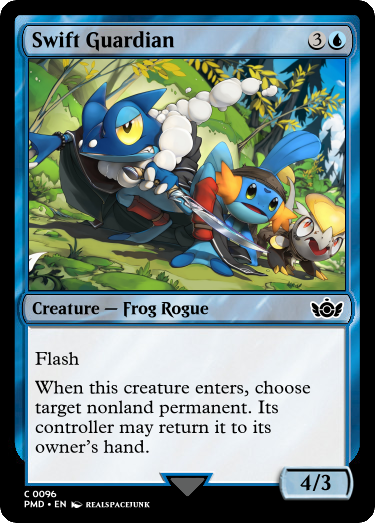 Swift Guardian 3
Creature — Frog Rogue
Flash
When this creature enters, choose
target nonland permanent. Its
controller may return it to its
owner's hand.
4/3
C 0096
PMD • EN REALSPACEJUNK